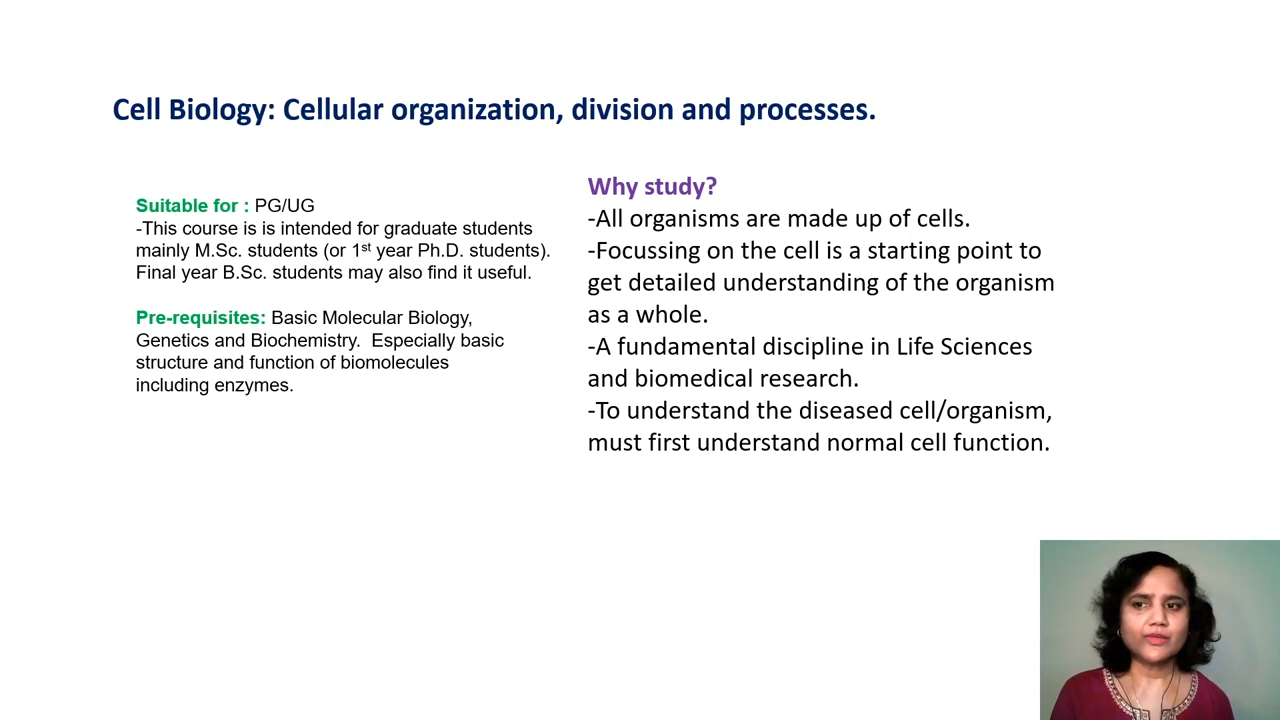 Cell Biology: Cellular organization, division and processes.
Suitable for : PG/UG
-This course is is intended for graduate students
mainly M.Sc. students (or 1st year Ph.D. students).
Final year B.Sc. students may also find it useful.
Pre-requisites: Basic Molecular Biology,
Genetics and Biochemistry.  Especially basic
structure and function of biomolecules
including enzymes.
Why study?
-All organisms are made up of cells.
-Focussing on the cell is a starting point to
get detailed understanding of the organism
as a whole.
-A fundamental discipline in Life Sciences
and biomedical research.
-To understand the diseased cell/organism,
must first understand normal cell function.